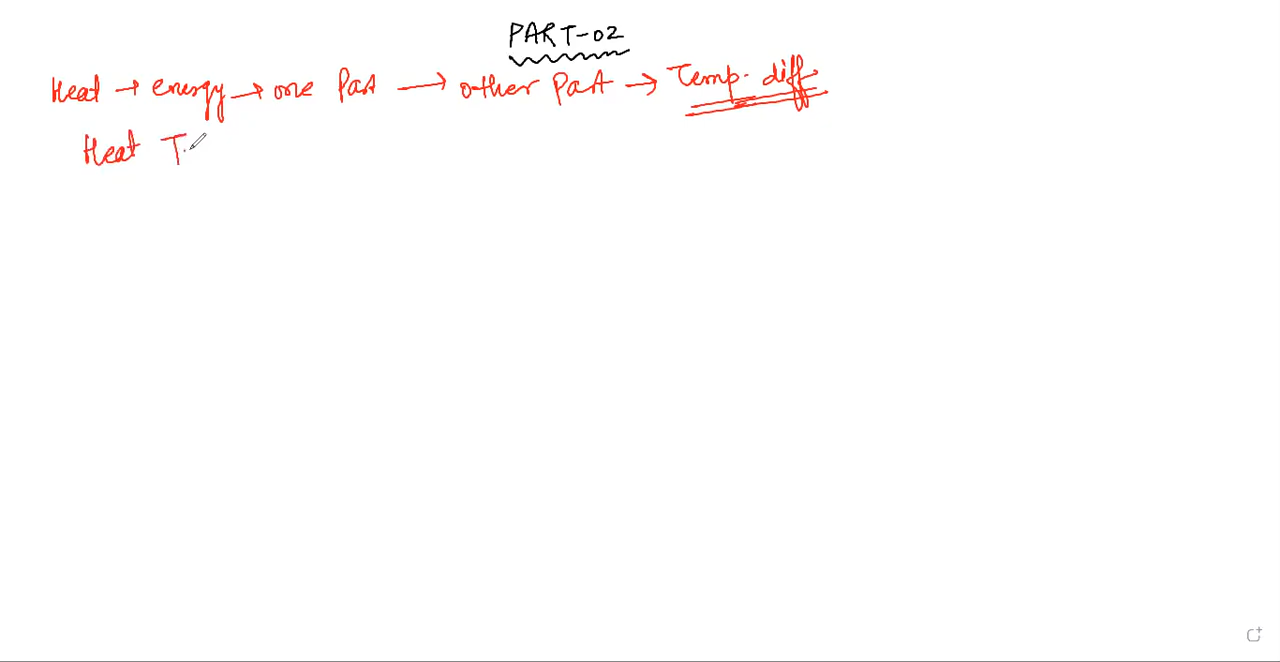 PART-02
Heat → energy → one Part → other Part → Temp. diff
Heat T.